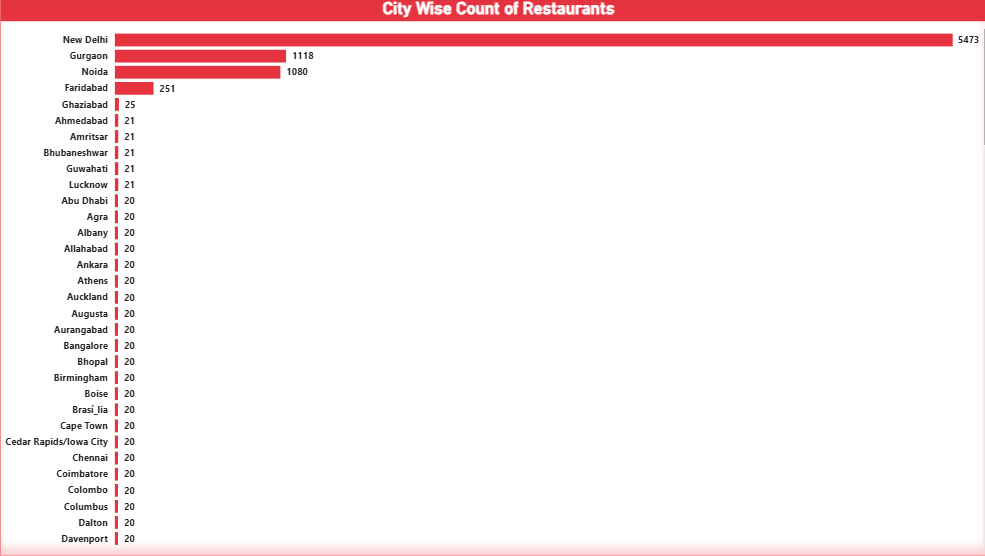 City Wise Count of Restaurants
New Delhi 5473
Gurgaon 1118
Noida 1080
Faridabad 251
Ghaziabad 25
Ahmedabad 21
Amritsar 21
Bhubaneshwar 21
Guwahati 21
Lucknow 21
Abu Dhabi 20
Agra 20
Albany 20
Allahabad 20
Ankara 20
Athens 20
Auckland 20
Augusta 20
Aurangabad 20
Bangalore 20
Bhopal 20
Birmingham 20
Boise 20
Brasí_lia 20
Cape Town 20
Cedar Rapids/Iowa City 20
Chennai 20
Coimbatore 20
Colombo 20
Columbus 20
Dalton 20
Davenport 20